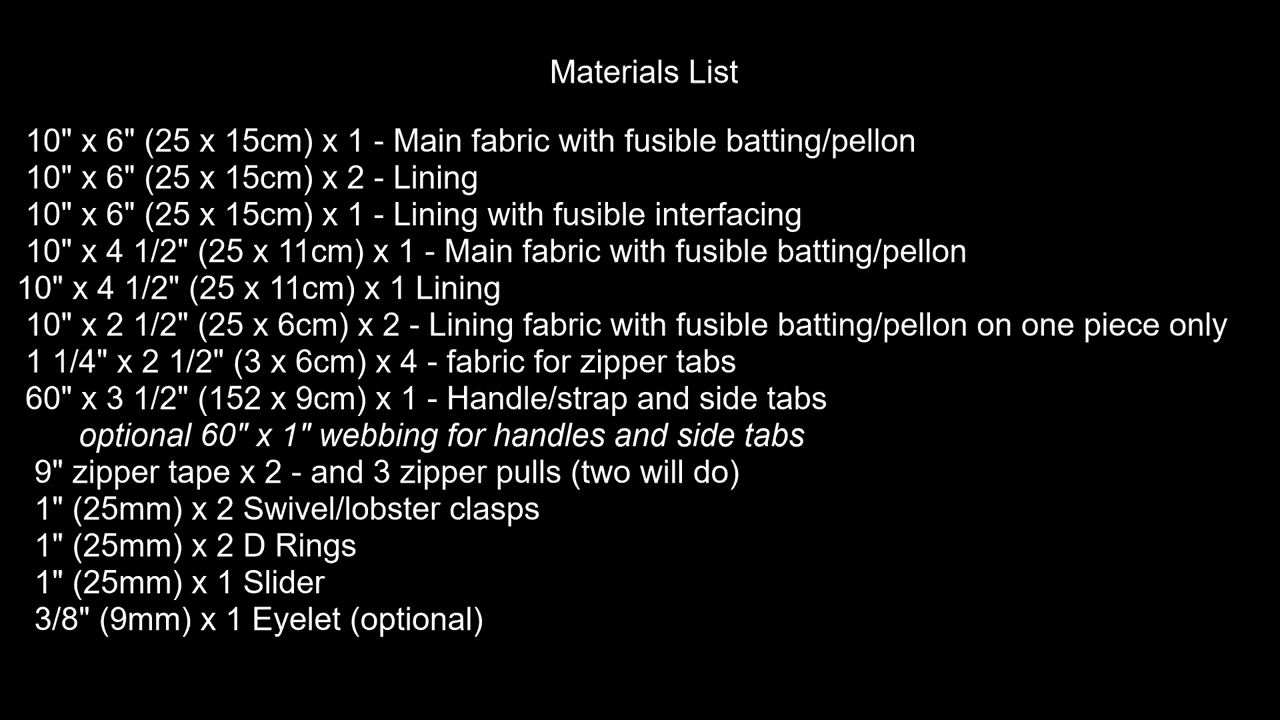 Materials List
10" x 6" (25 x 15cm) x 1 - Main fabric with fusible batting/pellon
10" x 6" (25 x 15cm) x 2 - Lining
10" x 6" (25 x 15cm) x 1 - Lining with fusible interfacing
10" x 4 1/2" (25 x 11cm) x 1 - Main fabric with fusible batting/pellon
10" x 4 1/2" (25 x 11cm) x 1 Lining
10" x 2 1/2" (25 x 6cm) x 2 - Lining fabric with fusible batting/pellon on one piece only
1 1/4" x 2 1/2" (3 x 6cm) x 4 - fabric for zipper tabs
60" x 3 1/2" (152 x 9cm) x 1 - Handle/strap and side tabs
optional 60" x 1" webbing for handles and side tabs
9" zipper tape x 2 - and 3 zipper pulls (two will do)
1" (25mm) x 2 Swivel/lobster clasps
1" (25mm) x 2 D Rings
1" (25mm) x 1 Slider
3/8" (9mm) x 1 Eyelet (optional)